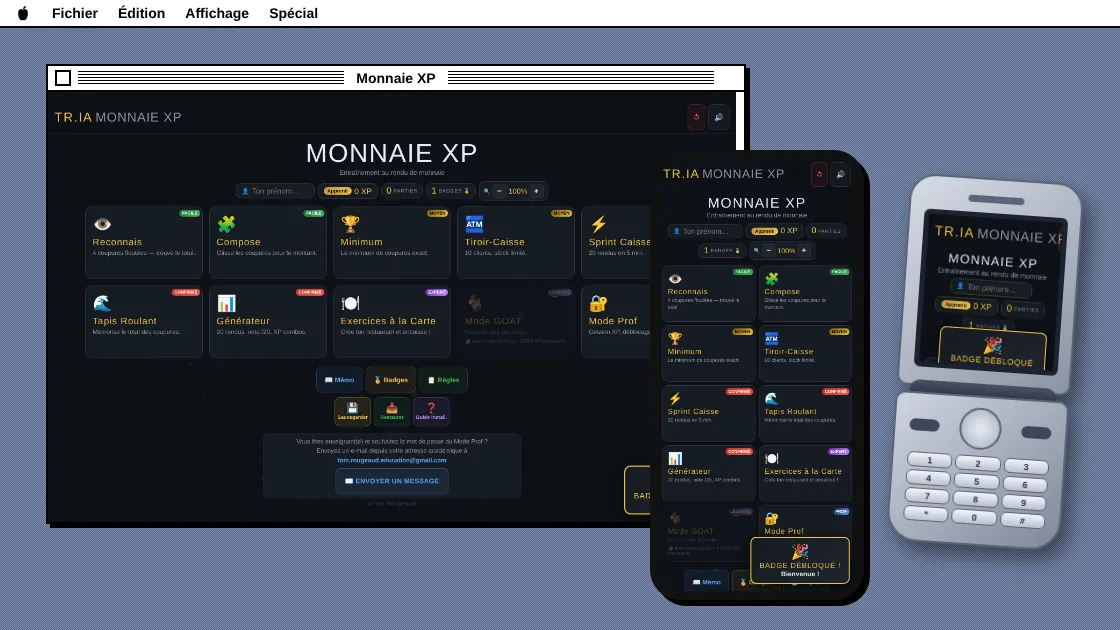 Fichier Édition Affichage Spécial
Monnaie XP
TR.IA MONNAIE XP
MONNAIE XP
Entraînement au rendu de monnaie
Ton prénom... Apprenti 0 XP 0 PARTIES 1 BADGES 100% +
FACILE
Reconnais
4 coupures floutées — trouve le total.
FACILE
Compose
Glisse les coupures pour le montant.
MOYEN
Minimum
Le minimum de coupures exact.
MOYEN
Tiroir-Caisse
10 clients, stock limité.
Sprint Caisse
20 rendus en 5 min.
CONFIRMÉ
Tapis Roulant
Mémorise le total des coupures.
CONFIRMÉ
Générateur
20 rendus, note /20, XP combos.
EXPERT
Exercices à la Carte
Crée ton restaurant et encaisse !
Mode GOAT
Mode Prof
Gestion XP, déblocage
Mémo Badges Règles
Sauvegarder Restaurer Guide Install.
Vous êtes enseignant(e) et souhaitez le mot de passe du Mode Prof ?
Envoyez un e-mail depuis votre adresse académique à
tom.rougeaud.education@gmail.com
ENVOYER UN MESSAGE
BAD
TR.IA MONNAIE XP
MONNAIE XP
Entraînement au rendu de monnaie
Ton prénom... Apprenti 0 XP 0 PARTIES
1 BADGES 100% +
FACILE
Reconnais
4 coupures floutées — trouve le total.
FACILE
Compose
Glisse les coupures pour le montant.
MOYEN
Minimum
Le minimum de coupures exact.
MOYEN
Tiroir-Caisse
10 clients, stock limité.
CONFIRMÉ
Sprint Caisse
20 rendus en 5 min.
CONFIRMÉ
Tapis Roulant
Mémorise le total des coupures.
CONFIRMÉ
Générateur
20 rendus, note /20, XP combos.
EXPERT
Exercices à la Carte
Crée ton restaurant et encaisse !
Mode GOAT
PROF
Mode Prof
BADGE DÉBLOQUÉ !
Bienvenue !
Mémo
TR.IA MONNAIE XP
MONNAIE XP
Entraînement au rendu de monnaie
Ton prénom...
Apprenti 0 XP 0 PARTIES
1 BADGES
BADGE DÉBLOQUÉ
1 2 3
4 5 6
7 8 9
* 0 #